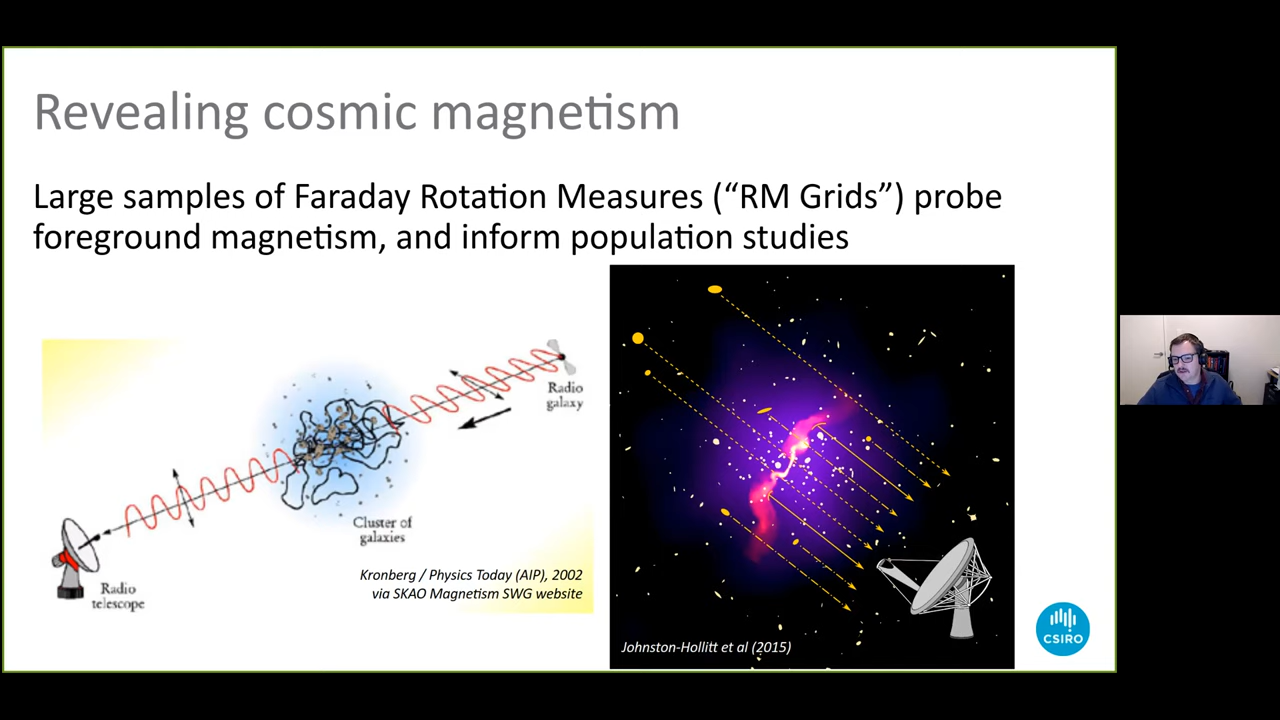 Revealing cosmic magnetism
Large samples of Faraday Rotation Measures (“RM Grids”) probe
foreground magnetism, and inform population studies
Radio
galaxy
Cluster of
galaxies
Radio
telescope
Kronberg / Physics Today (AIP), 2002
via SKAO Magnetism SWG website
Johnston-Hollitt et al (2015)
CSIRO